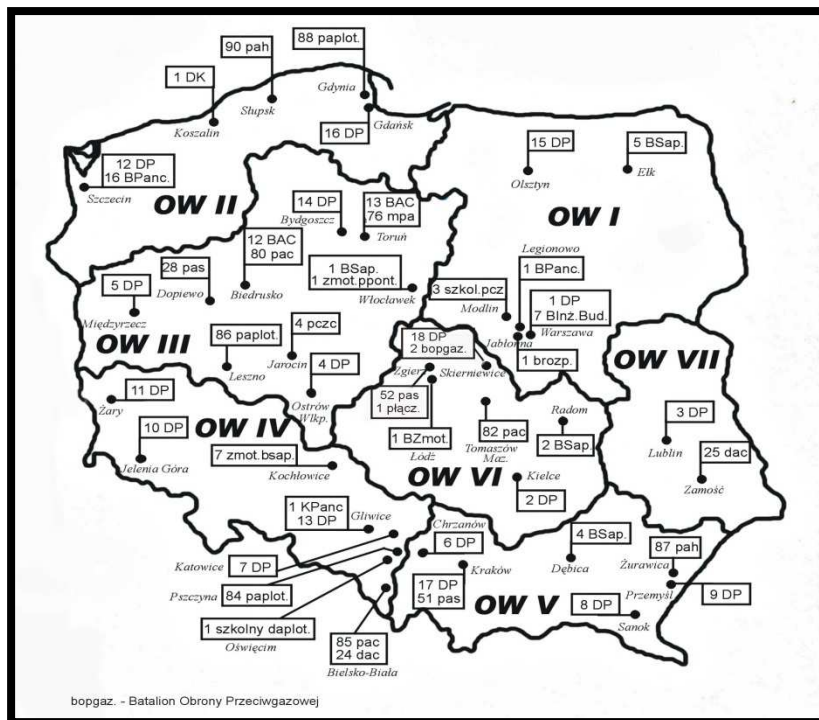 88 paplot.
90 pah
Gdynia
1 DK
Słupsk
Koszalin
Gdańsk
16 DP
12 DP
16 BPanc.
Szczecin
OW II
15 DP
5 BSap.
Olsztyn
Ełk
OW I
14 DP
Bydgoszcz
13 BAC
76 mpa
Toruń
12 BAC
80 pac
Biedrusko
28 pas
Dopiewo
1 BSap.
1 zmot.ppont.
Włocławek
5 DP
Międzyrzecz
OW III
86 paplot.
Leszno
4 pczc
Jarocin
4 DP
Ostrów
Wlkp.
Legionowo
1 BPanc.
3 szkol.pcz
Modlin
1 DP
7 BInż.Bud.
Warszawa
Jabłonna
1 brozp.
18 DP
2 bopgaz.
Zgierz
Skierniewice
52 pas
1 płącz.
1 BZmot.
Łódź
82 pac
Tomaszów
Maz.
Radom
2 BSap.
Kielce
2 DP
OW VI
OW VII
3 DP
Lublin
25 dac
Zamość
11 DP
Żary
10 DP
Jelenia Góra
OW IV
7 zmot.bsap.
Kochłowice
1 KPanc
13 DP
Gliwice
Katowice
7 DP
Pszczyna
84 paplot.
1 szkolny daplot.
Oświęcim
85 pac
24 dac
Bielsko-Biała
Chrzanów
6 DP
Kraków
17 DP
51 pas
4 BSap.
Dębica
OW V
87 pah
Żurawica
Przemyśl
9 DP
8 DP
Sanok
bopgaz. - Batalion Obrony Przeciwgazowej